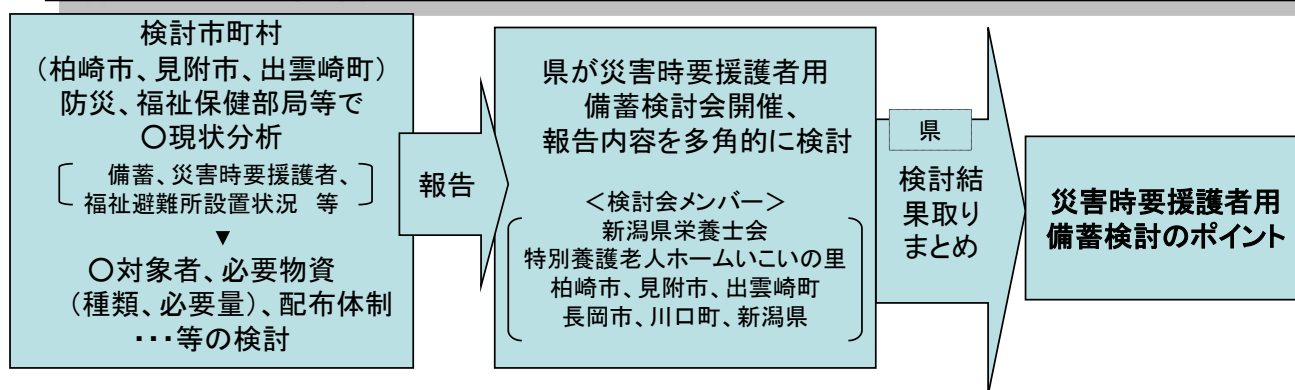 検討市町村
（柏崎市、見附市、出雲崎町）
防災、福祉保健部局等で
〇現状分析
備蓄、災害時要援護者、
福祉避難所設置状況　等
▼
〇対象者、必要物資
（種類、必要量）、配布体制
・・・等の検討
報告
県が災害時要援護者用
備蓄検討会開催、
報告内容を多角的に検討
＜検討会メンバー＞
新潟県栄養士会
特別養護老人ホームいこいの里
柏崎市、見附市、出雲崎町
長岡市、川口町、新潟県
県
検討結
果取り
まとめ
災害時要援護者用
備蓄検討のポイント